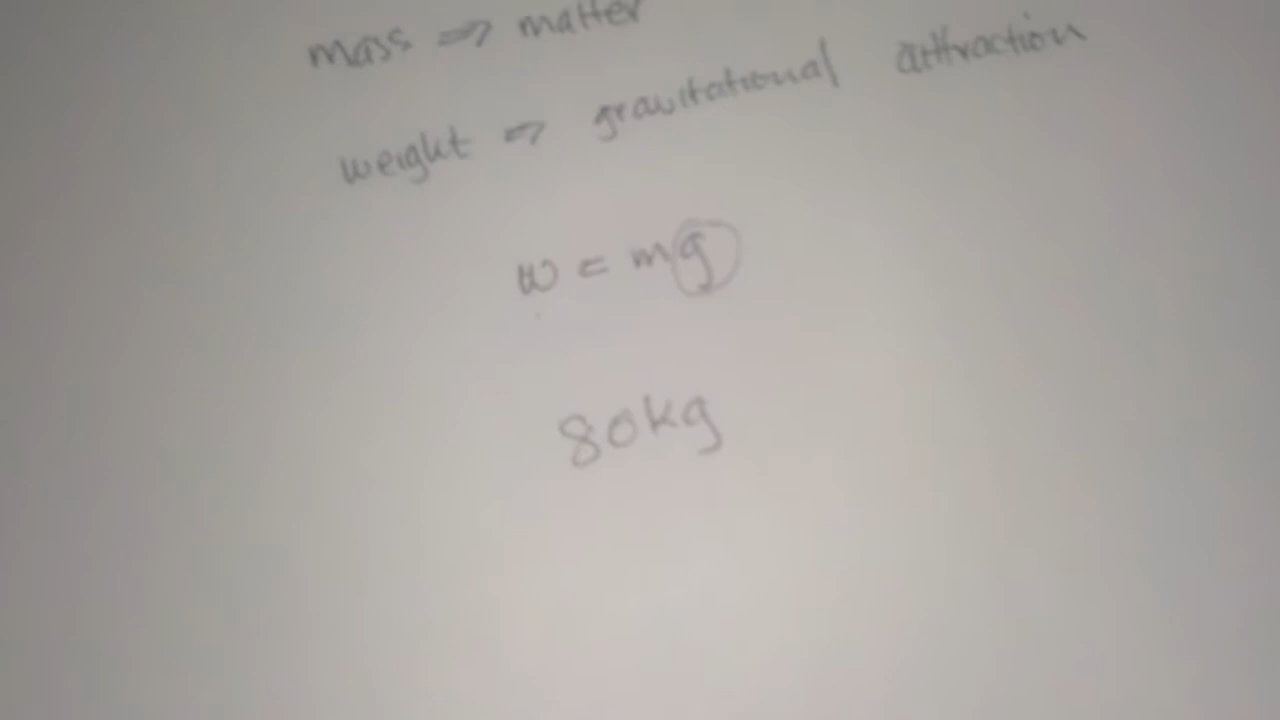 mass ⇒ matter
weight ⇒ gravitational attraction
w = mg
80kg